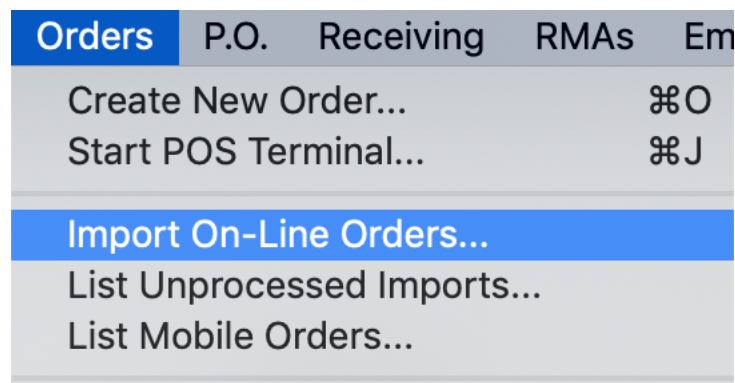 Orders P.O. Receiving RMAs Em
Create New Order... ⌘O
Start POS Terminal... ⌘J
Import On-Line Orders...
List Unprocessed Imports...
List Mobile Orders...